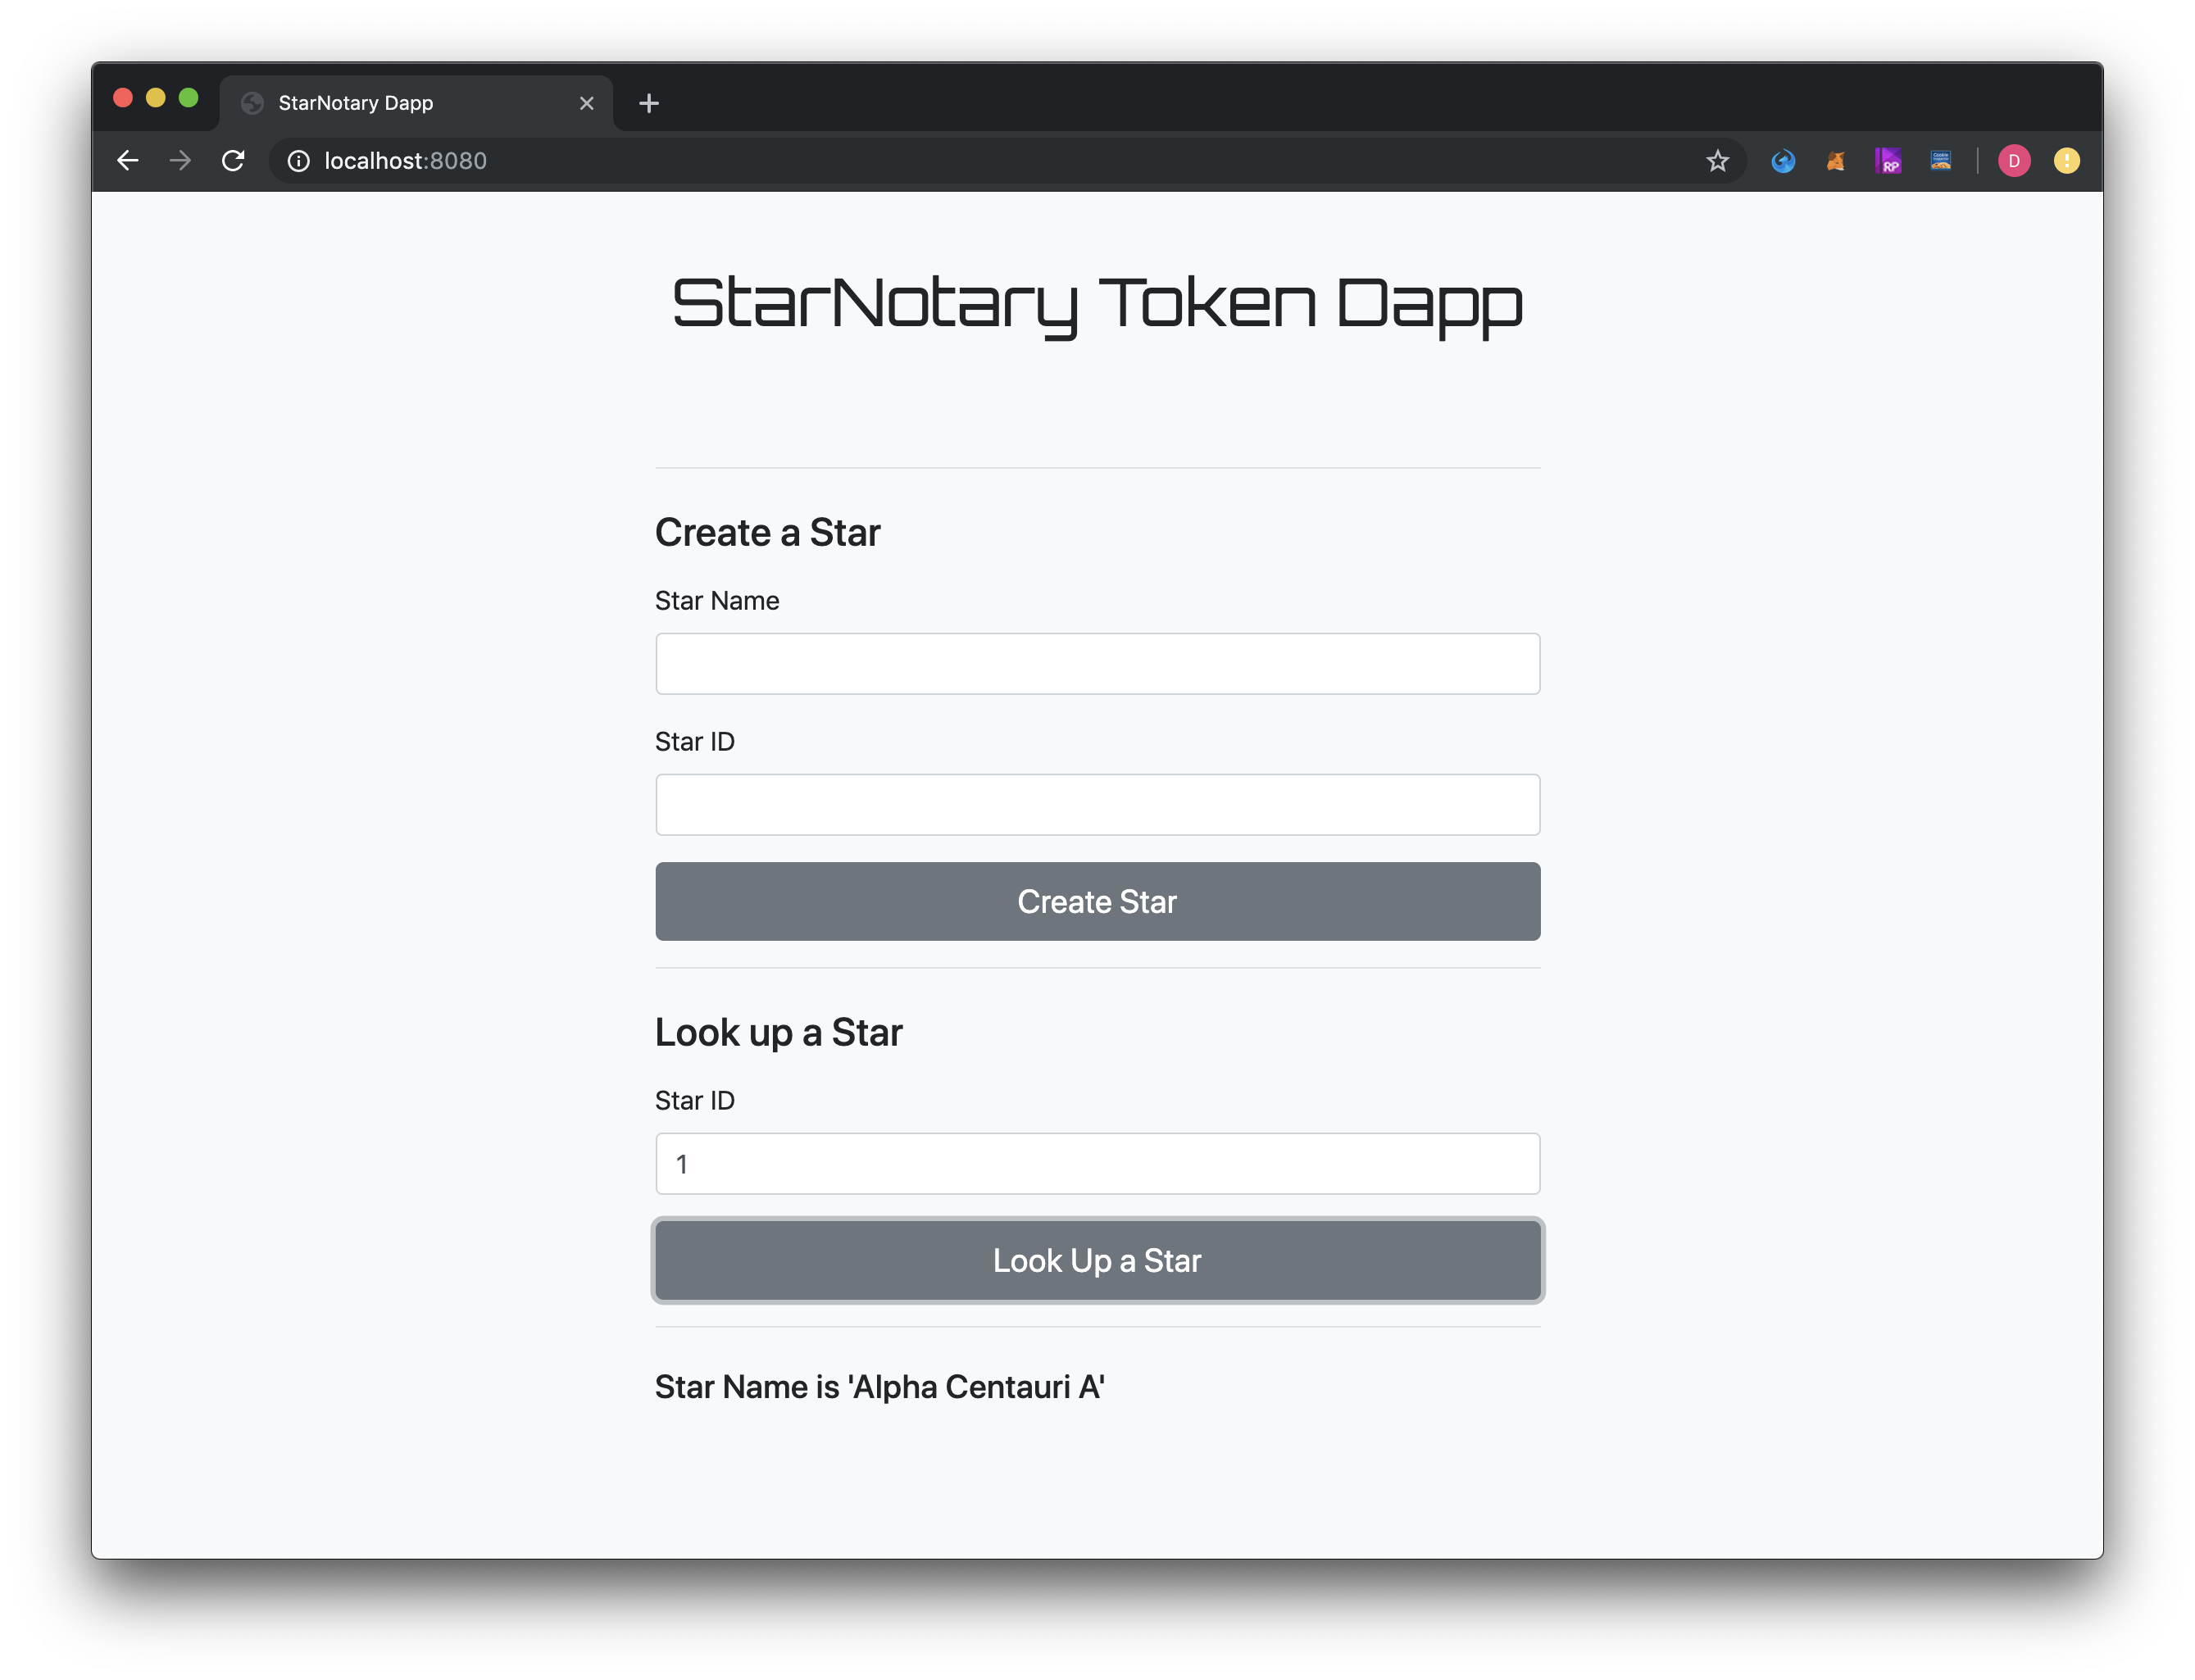 StarNotary Dapp
localhost:8080
RP
D
StarNotary Token Dapp
Create a Star
Star Name
Star ID
Create Star
Look up a Star
Star ID
1
Look Up a Star
Star Name is 'Alpha Centauri A'